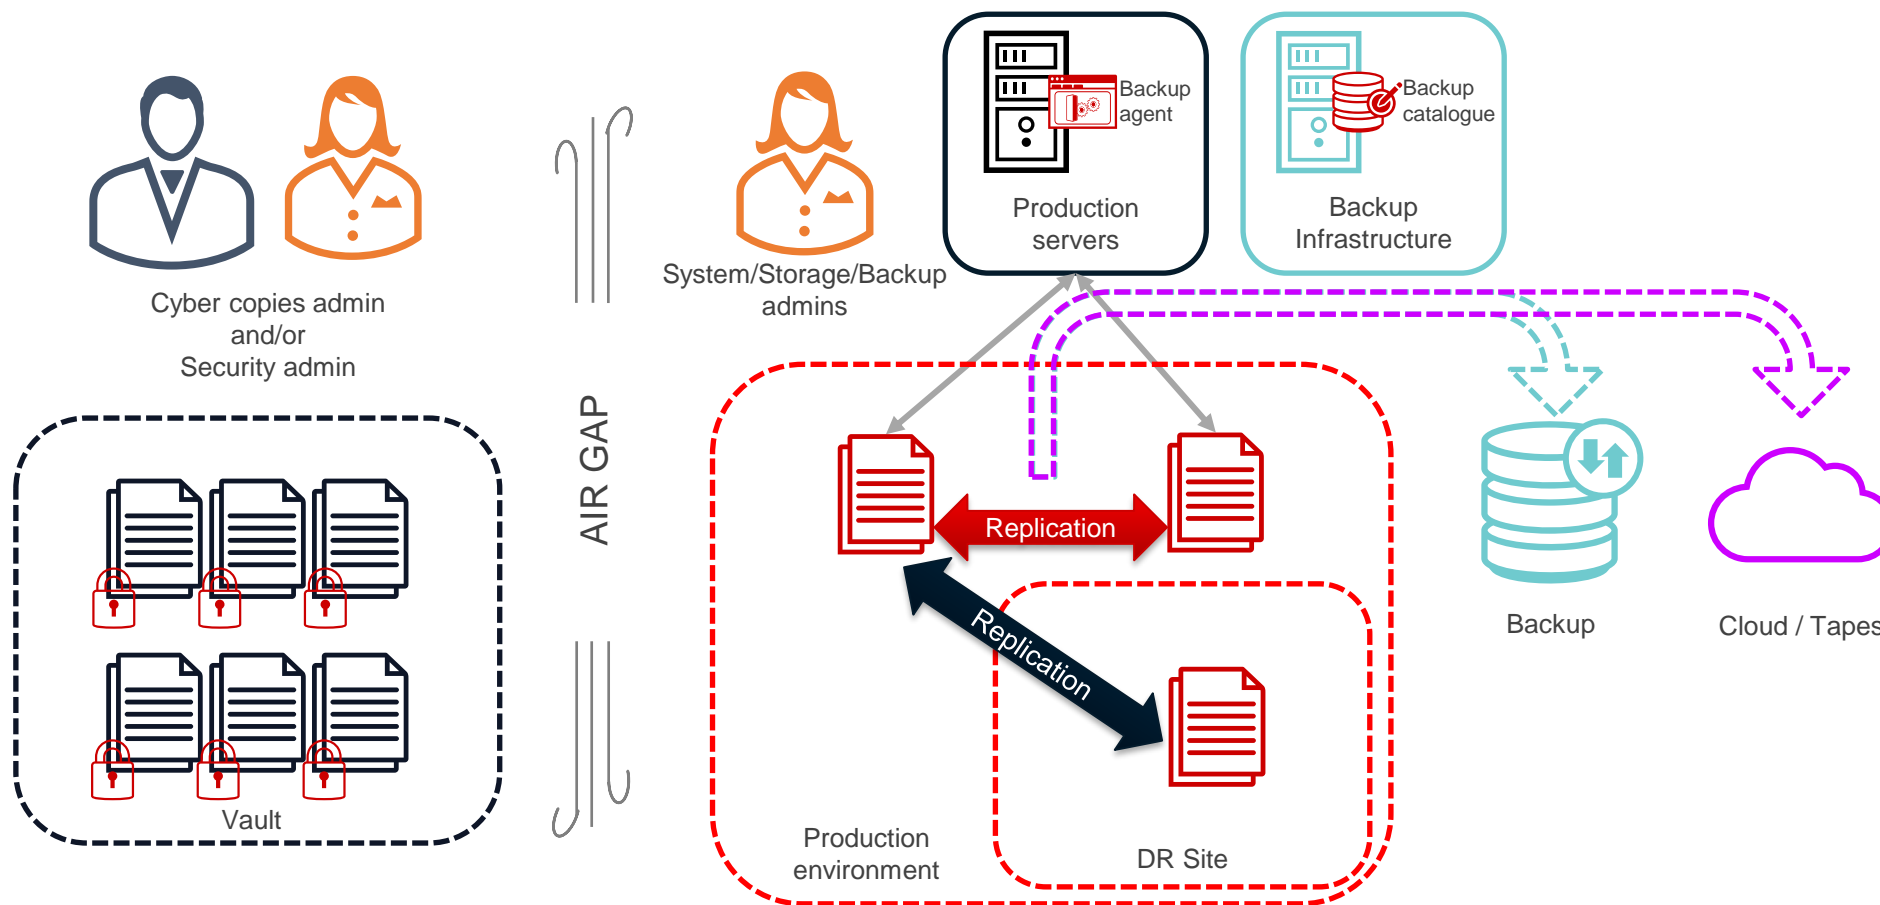 Backup
agent
Backup
catalogue
Production
servers
Backup
Infrastructure
System/Storage/Backup
admins
Cyber copies admin
and/or
Security admin
AIR GAP
Replication
Replication
Backup
Cloud / Tapes
Vault
Production
environment
DR Site